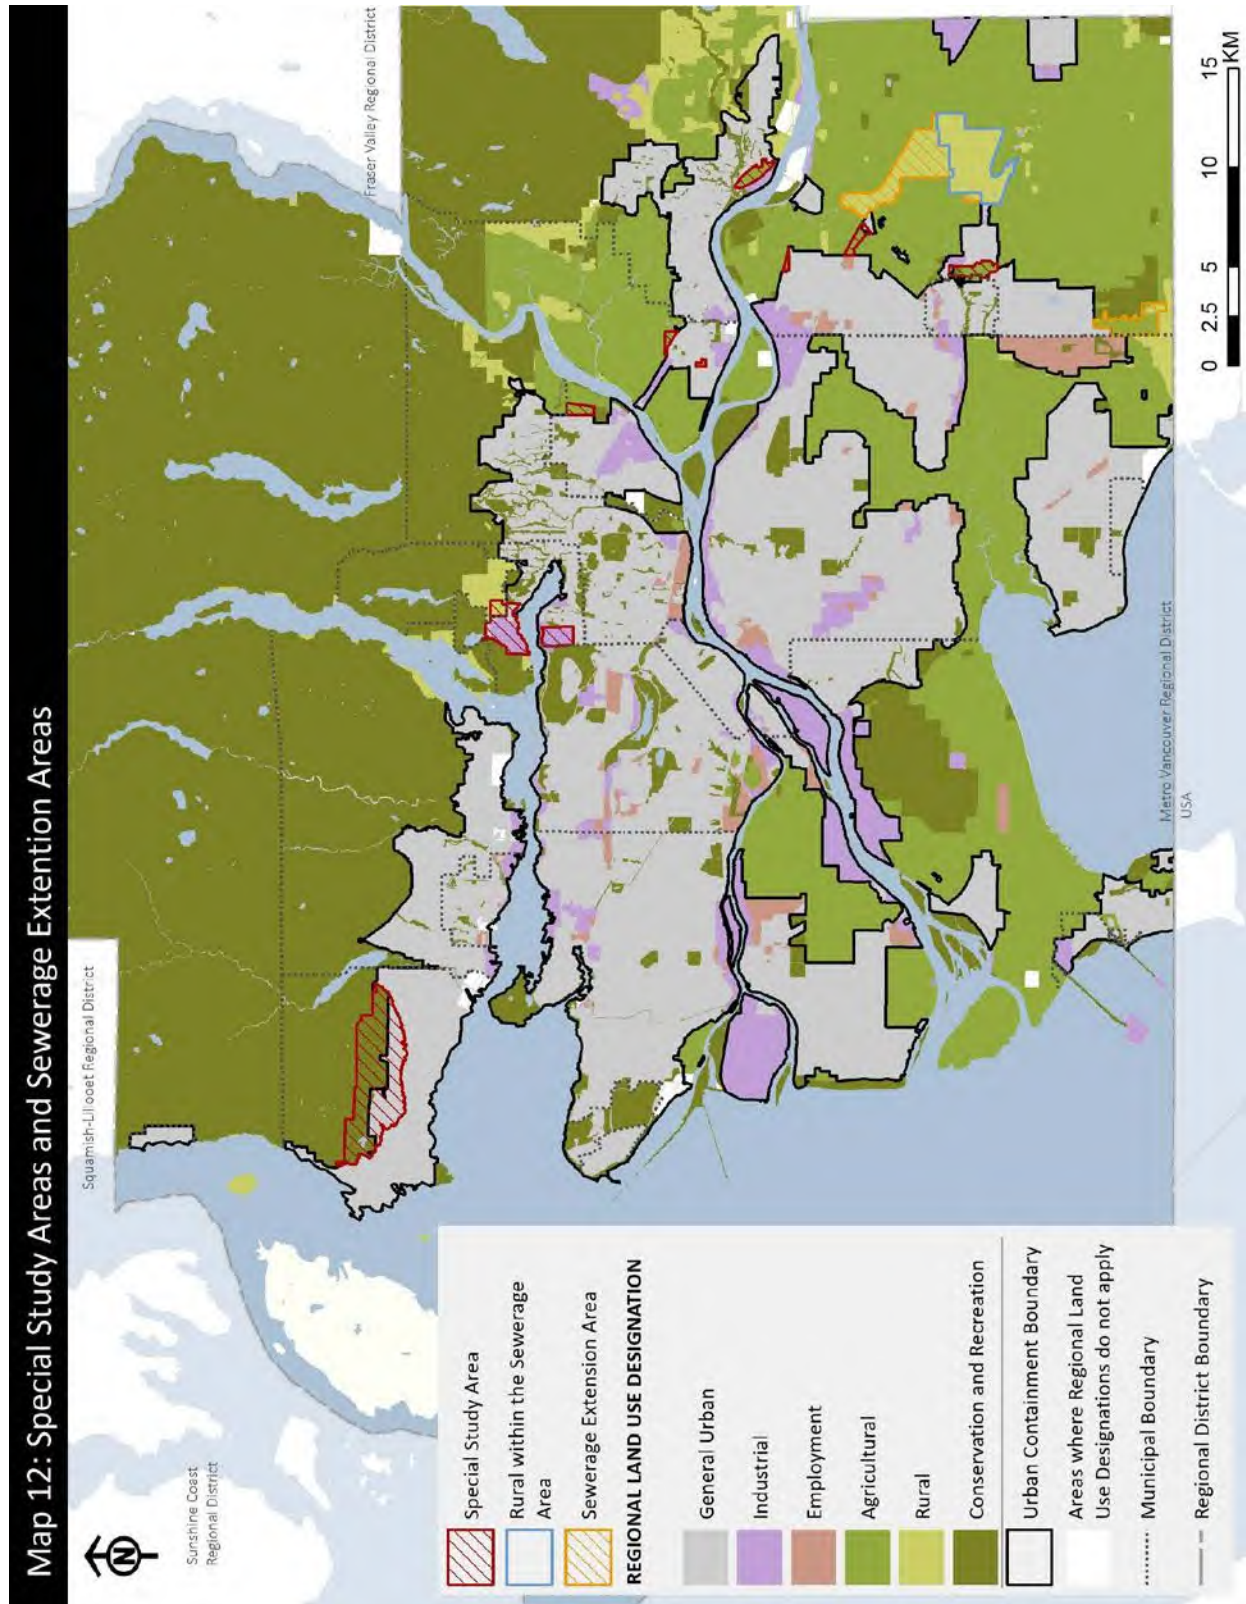 Map 12: Special Study Areas and Sewerage Extention Areas
N
Sunshine Coast
Regional District
Squamish-Lillooet Regional District
Fraser Valley Regional District
Special Study Area
Rural within the Sewerage
Area
Sewerage Extension Area
REGIONAL LAND USE DESIGNATION
General Urban
Industrial
Employment
Agricultural
Rural
Conservation and Recreation
Urban Containment Boundary
Areas where Regional Land
Use Designations do not apply
Municipal Boundary
Regional District Boundary
Metro Vancouver Regional District
USA
0 2.5 5 10 15
KM